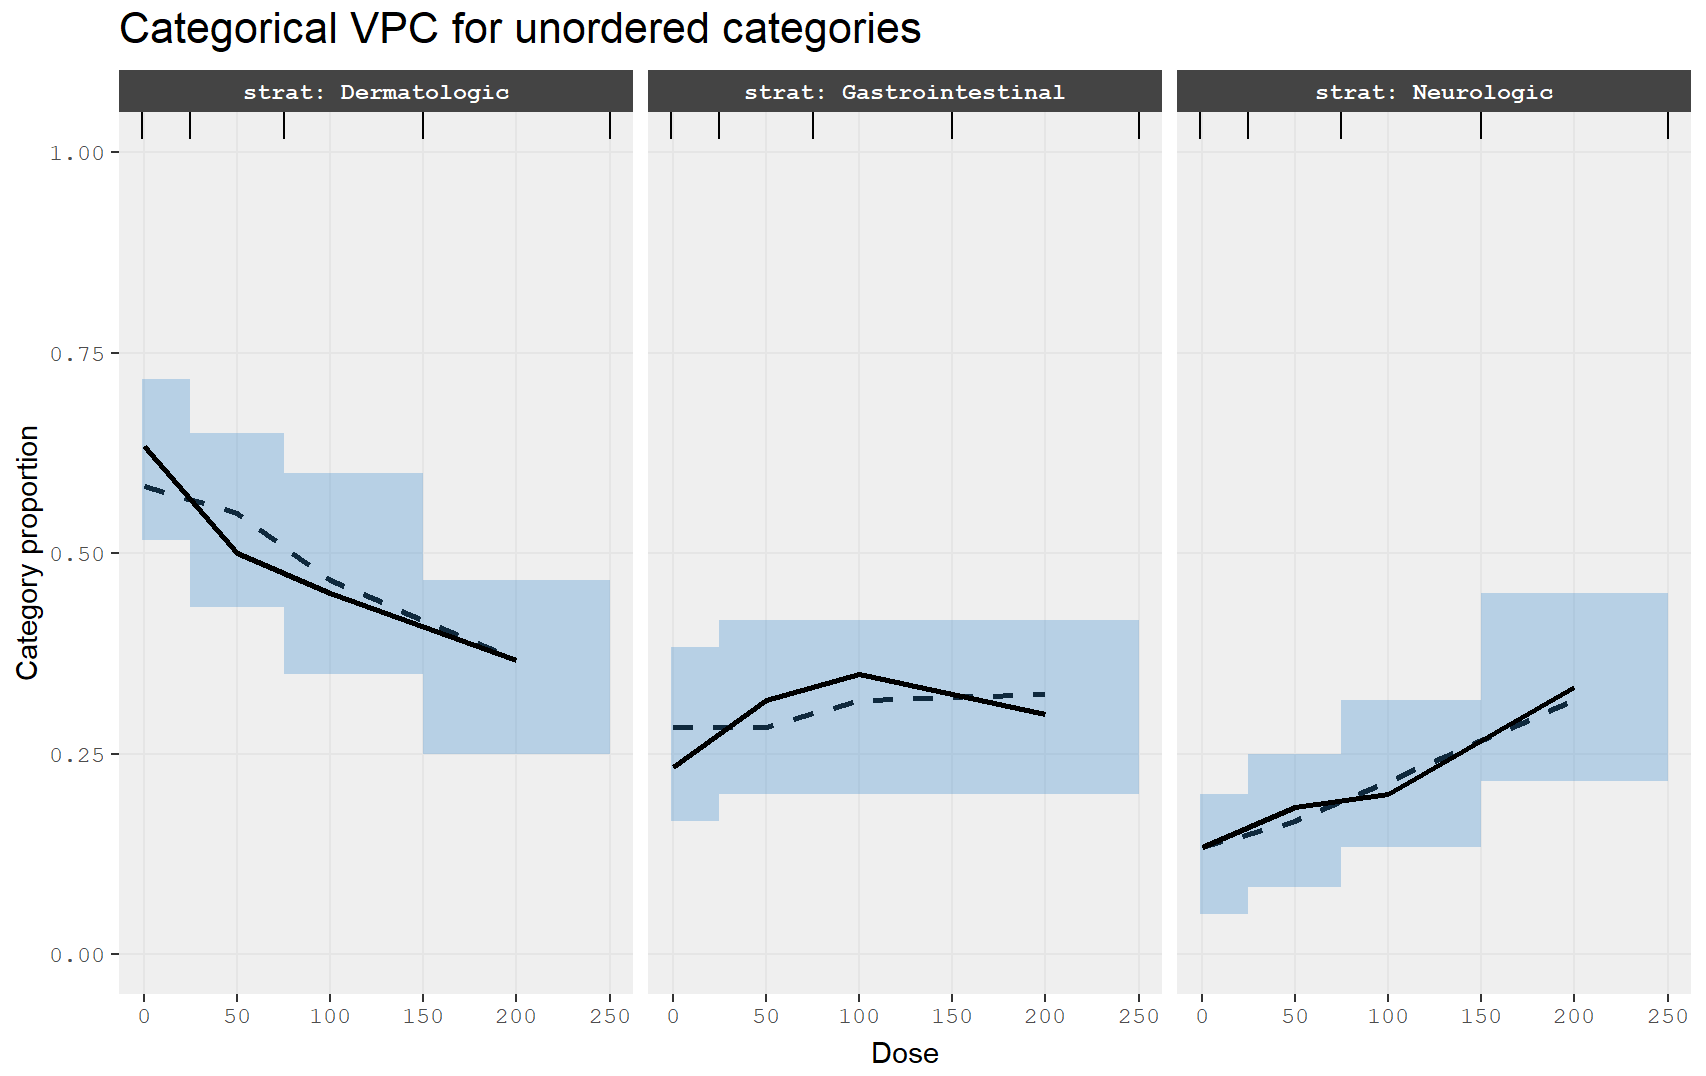 Categorical VPC for unordered categories
strat: Dermatologic
strat: Gastrointestinal
strat: Neurologic
Category proportion
1.00
0.75
0.50
0.25
0.00
0 50 100 150 200 250
0 50 100 150 200 250
0 50 100 150 200 250
Dose